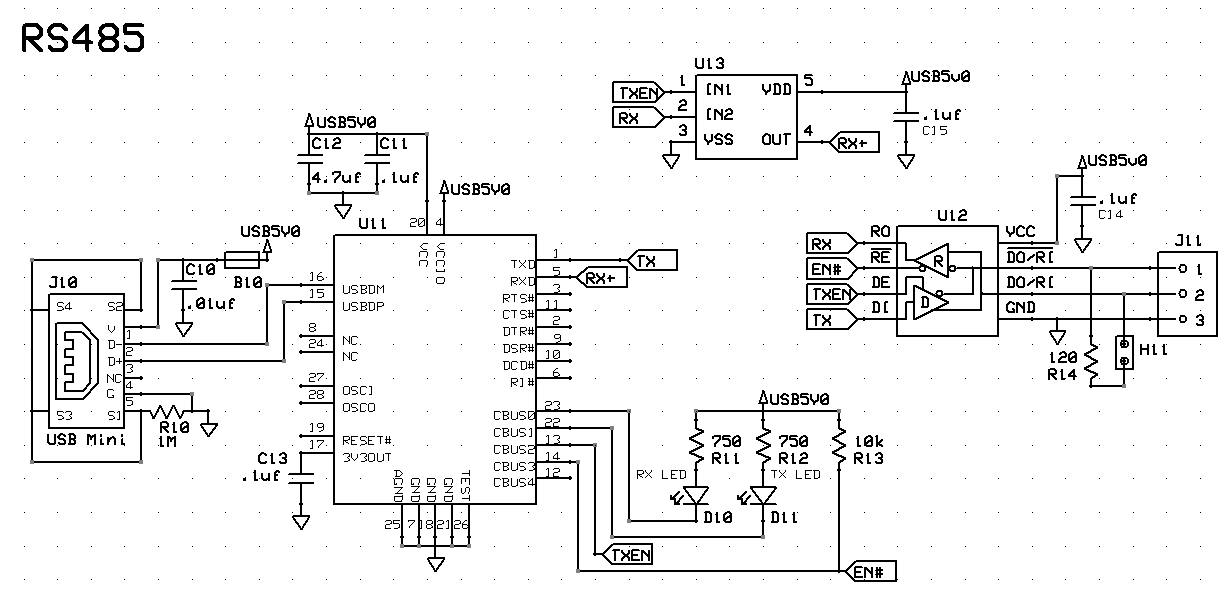 RS485
U13
TXEN 1 IN1 VDD 5 USB5V0
RX 2 IN2
3 VSS OUT 4 RX+
.1uf
C15
USB5V0
C12 C11
4.7uf .1uf
USB5V0
20 4
U11
VCC VCCIO
USB5V0
C10 B10
.01uf
J10
USB Mini
S4 S2
V 1
D- 2
D+ 3
NC 4
G 5
S3 S1
R10
1M
16 USBDM
15 USBDP
8 NC
24 NC
27 OSCI
28 OSCO
19 RESET#
17 3V3OUT
C13
.1uf
TXD 1 TX
RXD 5 RX+
RTS# 3
CTS# 11
DTR# 2
DSR# 9
DCD# 10
RI# 6
CBUS0 23
CBUS1 22
CBUS2 13
CBUS3 14
CBUS4 12
AGND GND GND GND TEST
25 7 18 21 26
USB5V0
750 750 10k
R11 R12 R13
RX LED TX LED
D10 D11
TXEN
EN#
USB5V0
.1uf
C14
U12
RX RO VCC
EN# RE DO/RI
TXEN DE DO/RI
TX DI GND
R
D
J11
1
2
3
120
R14
H11